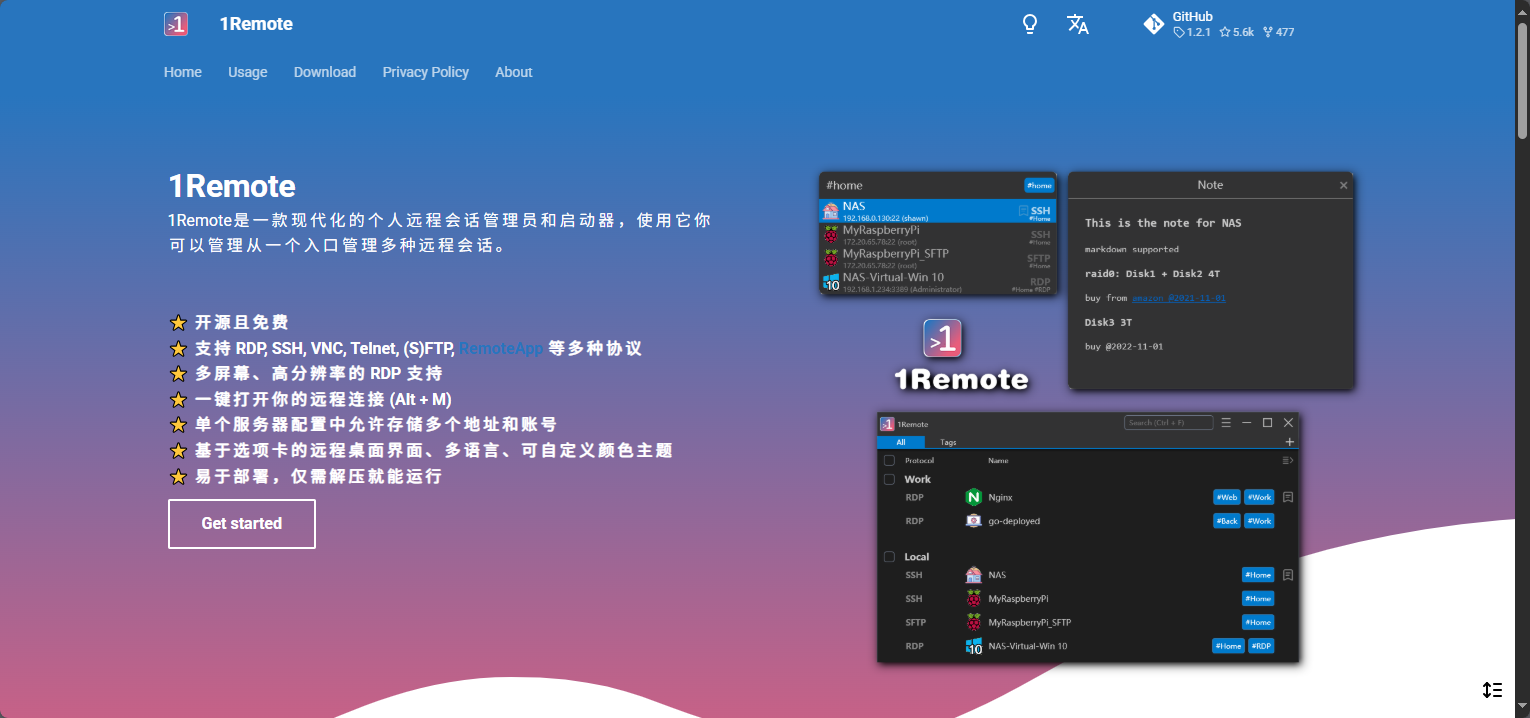 >1
1Remote
GitHub
1.2.1 5.6k 477
Home Usage Download Privacy Policy About
1Remote
1Remote是一款现代化的个人远程会话管理员和启动器，使用它你
可以管理从一个入口管理多种远程会话。
开源且免费
支持 RDP, SSH, VNC, Telnet, (S)FTP, RemoteApp 等多种协议
多屏幕、高分辨率的 RDP 支持
一键打开你的远程连接 (Alt + M)
单个服务器配置中允许存储多个地址和账号
基于选项卡的远程桌面界面、多语言、可自定义颜色主题
易于部署，仅需解压就能运行
Get started
#home #home
NAS SSH
192.168.0.130:22 (shawn) #Home
MyRaspberryPi SSH
172.20.65.78:22 (root) #Home
MyRaspberryPi_SFTP SFTP
172.20.65.78:22 (root) #Home
NAS-Virtual-Win 10 RDP
10 192.168.1.234:3389 (Administrator) #Home #RDP
Note
This is the note for NAS
markdown supported
raid0: Disk1 + Disk2 4T
buy from amazon @2021-11-01
Disk3 3T
buy @2022-11-01
>1
1Remote
>1 1Remote Search (Ctrl + F)
All Tags
Protocol Name
Work
RDP N Nginx #Web #Work
RDP go-deployed #Back #Work
Local
SSH NAS #Home
SSH MyRaspberryPi #Home
SFTP MyRaspberryPi_SFTP #Home
RDP 10 NAS-Virtual-Win 10 #Home #RDP